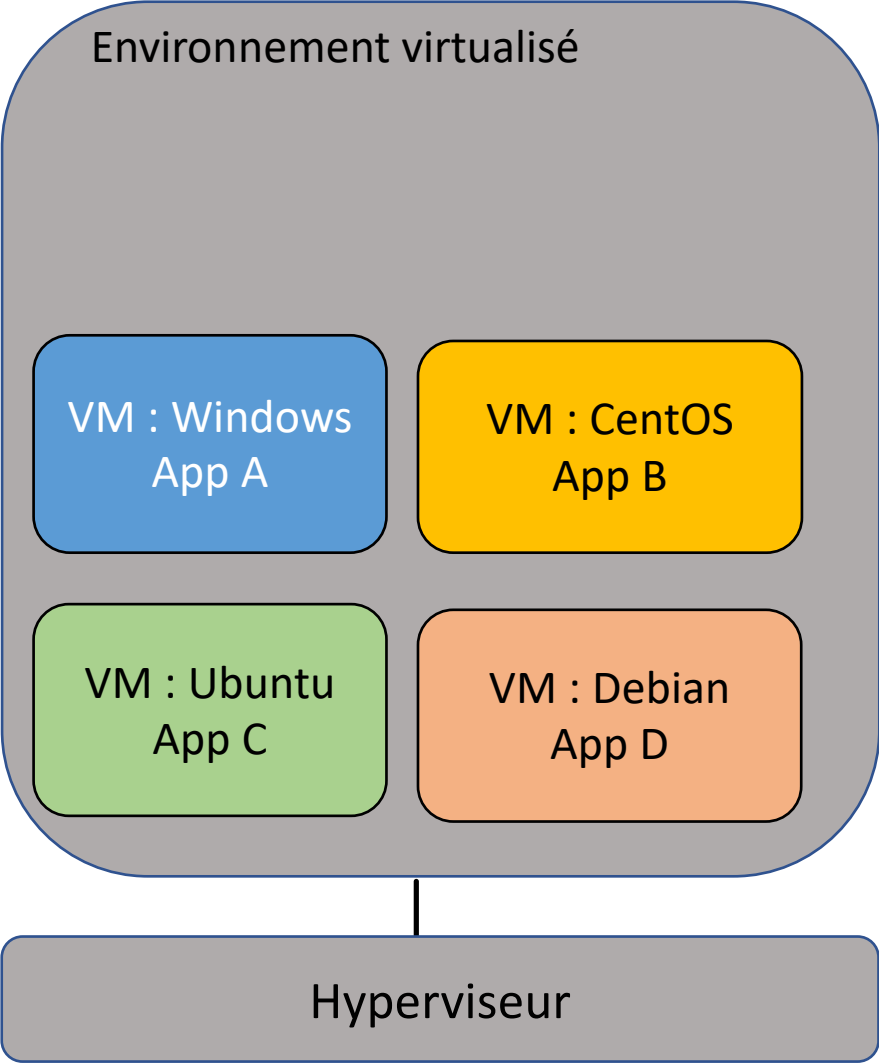 Environnement virtualisé
VM : Windows
App A
VM : CentOS
App B
VM : Ubuntu
App C
VM : Debian
App D
Hyperviseur